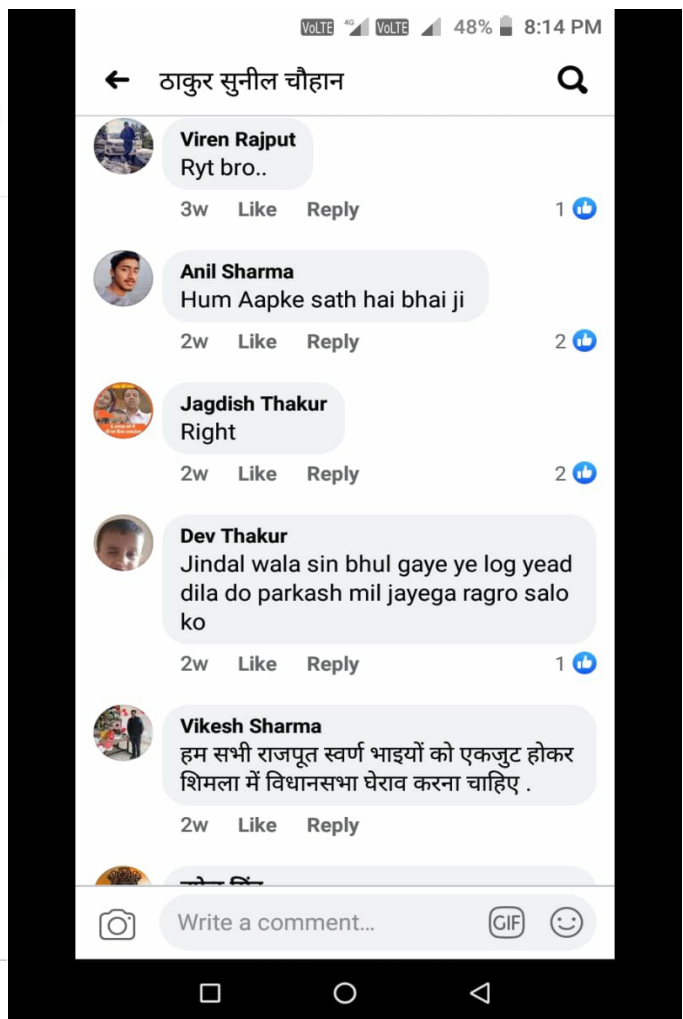 VoLTE 4G VoLTE 48% 8:14 PM
ठाकुर सुनील चौहान
Viren Rajput
Ryt bro..
3w Like Reply 1
Anil Sharma
Hum Aapke sath hai bhai ji
2w Like Reply 2
Jagdish Thakur
Right
2w Like Reply 2
Dev Thakur
Jindal wala sin bhul gaye ye log yead
dila do parkash mil jayega ragro salo
ko
2w Like Reply 1
Vikesh Sharma
हम सभी राजपूत स्वर्ण भाइयों को एकजुट होकर
शिमला में विधानसभा घेराव करना चाहिए .
2w Like Reply
Write a comment... GIF